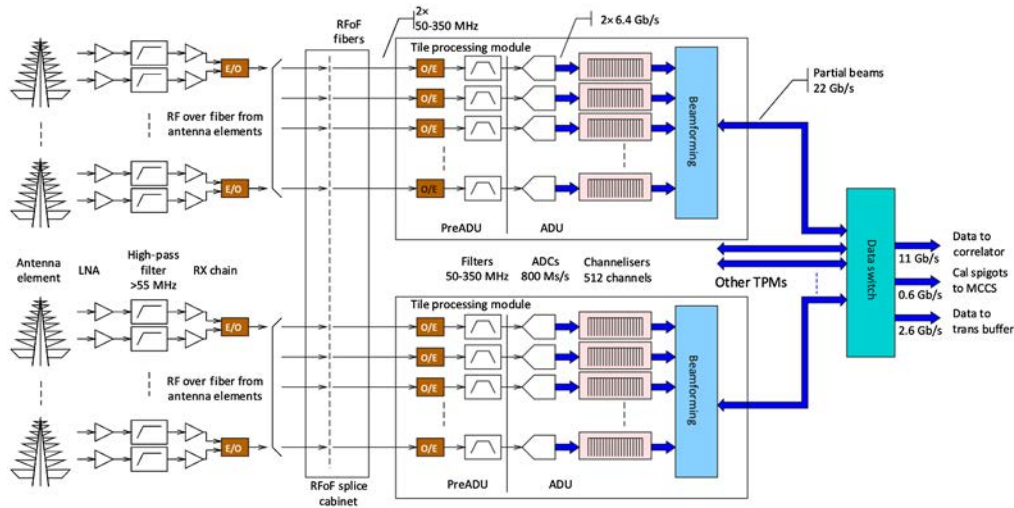 2×
50-350 MHz
RFoF
fibers
2× 6.4 Gb/s
Tile processing module
E/O
O/E
O/E
O/E
RF over fiber from
antenna elements
Beamforming
Partial beams
22 Gb/s
E/O
O/E
PreADU
ADU
Antenna
element
LNA
High-pass
filter
>55 MHz
RX chain
Filters
50-350 MHz
ADCs
800 Ms/s
Channelisers
512 channels
Other TPMs
Data switch
Data to
correlator
11 Gb/s
Cal spigots
to MCCS
0.6 Gb/s
Data to
trans buffer
2.6 Gb/s
Tile processing module
E/O
O/E
O/E
O/E
RF over fiber from
antenna elements
Beamforming
E/O
O/E
PreADU
ADU
RFoF splice
cabinet